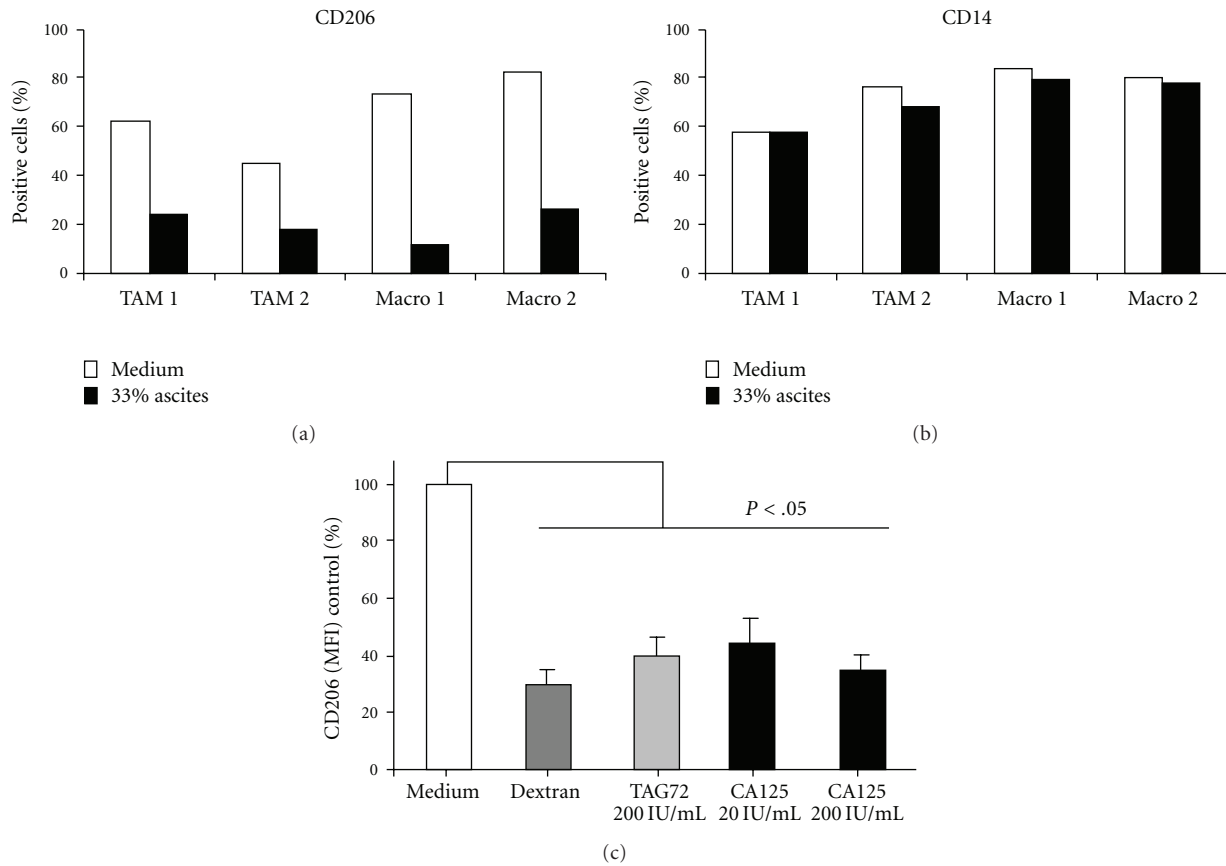 CD206
Positive cells (%)
100
80
60
40
20
0
TAM 1 TAM 2 Macro 1 Macro 2
Medium
33% ascites
(a)
CD14
Positive cells (%)
100
80
60
40
20
0
TAM 1 TAM 2 Macro 1 Macro 2
Medium
33% ascites
(b)
CD206 (MFI) control (%)
100
80
60
40
20
0
P < .05
Medium Dextran TAG72 CA125 CA125
200 IU/mL 20 IU/mL 200 IU/mL
(c)